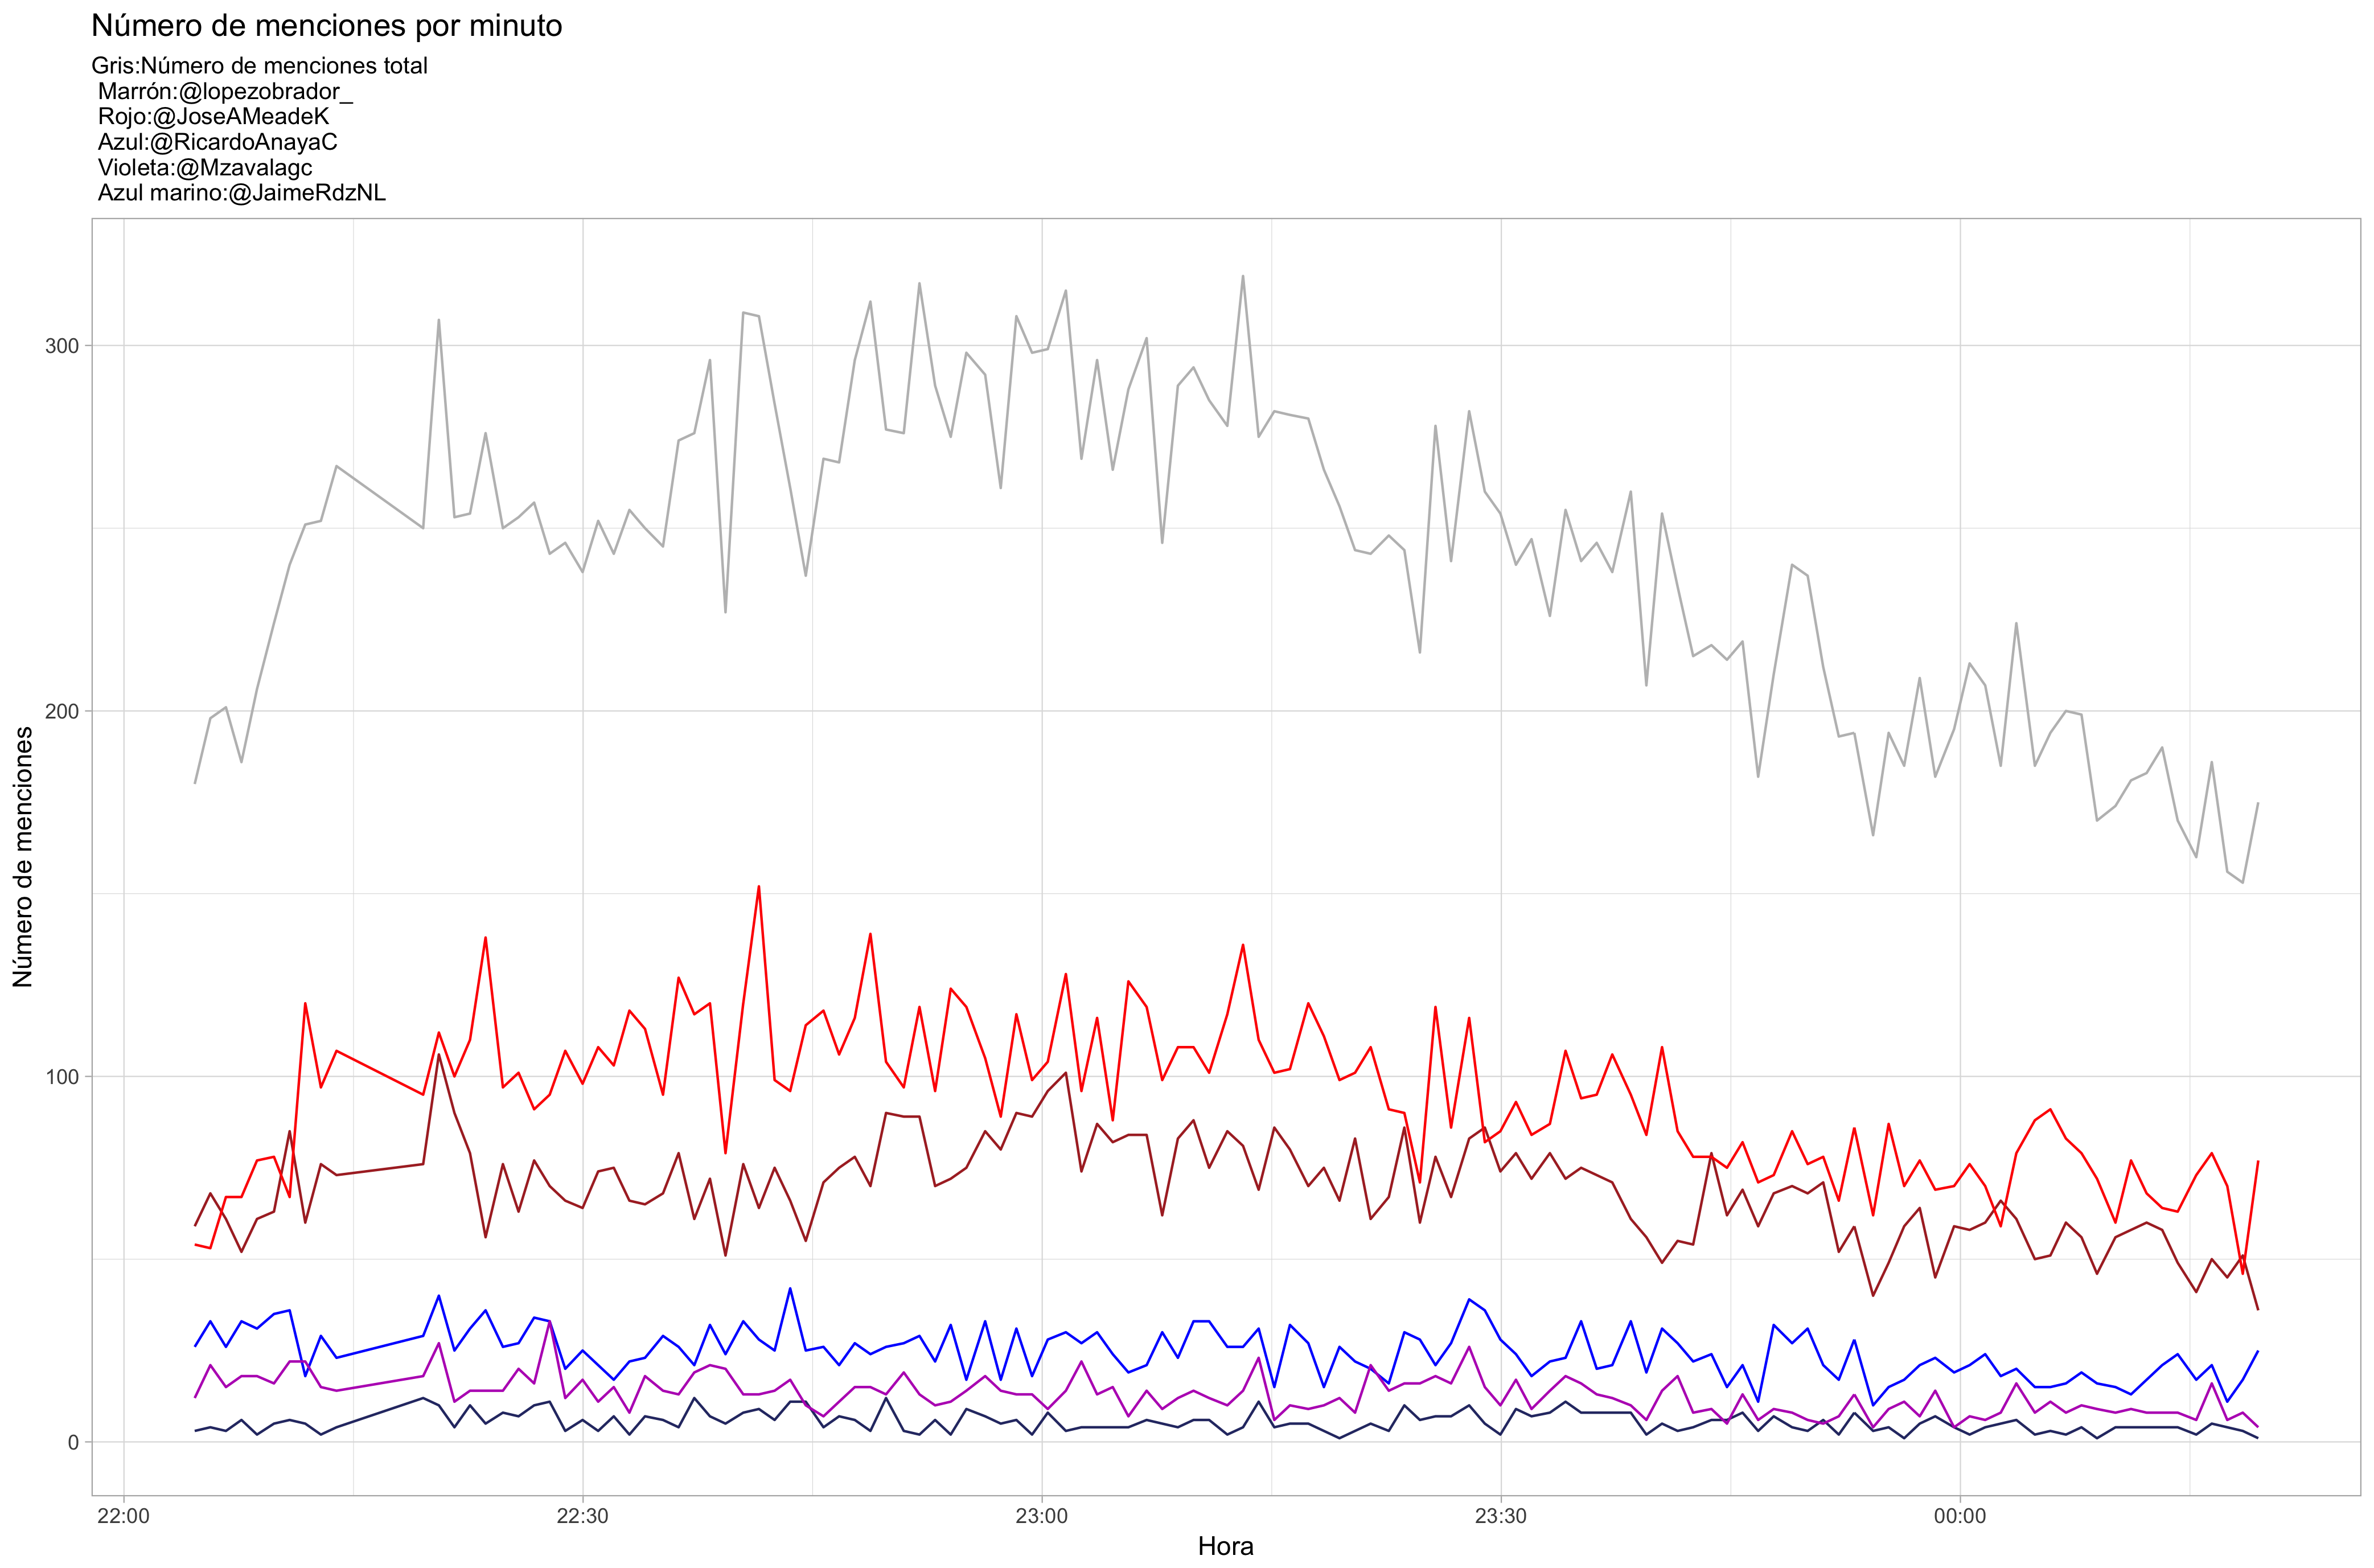 Número de menciones por minuto
Gris:Número de menciones total
Marrón:@lopezobrador_
Rojo:@JoseAMeadeK
Azul:@RicardoAnayaC
Violeta:@Mzavalagc
Azul marino:@JaimeRdzNL
300
200
100
0
Número de menciones
22:00
22:30
23:00
23:30
00:00
Hora